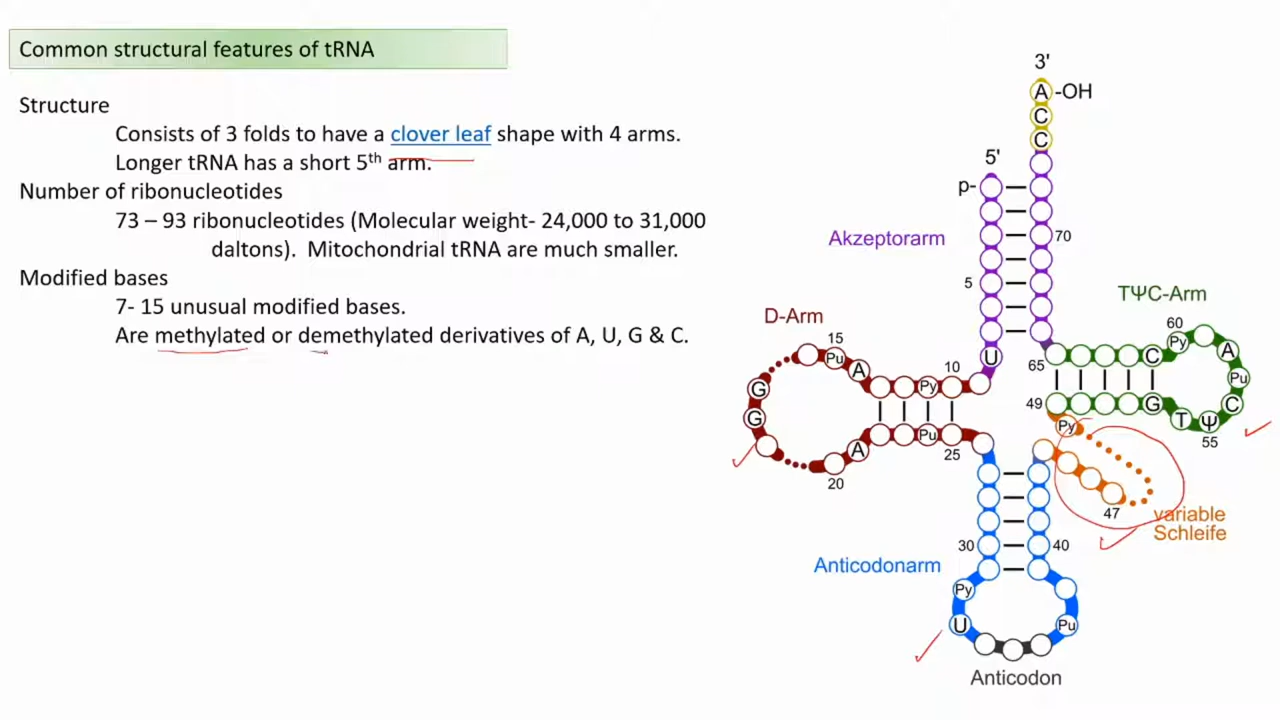 Common structural features of tRNA
Structure
Consists of 3 folds to have a clover leaf shape with 4 arms.
Longer tRNA has a short 5th arm.
Number of ribonucleotides
73 – 93 ribonucleotides (Molecular weight- 24,000 to 31,000
daltons).  Mitochondrial tRNA are much smaller.
Modified bases
7- 15 unusual modified bases.
Are methylated or demethylated derivatives of A, U, G & C.
3'
A -OH
C
C
5'
p-
Akzeptorarm
70
5
U
TΨC-Arm
60
Py
A
Pu
C
Ψ
T
55
G
C
65
49
Py
D-Arm
15
Pu
A
10
Py
G
G
A
Pu
20
25
47
variable
Schleife
30
40
Anticodonarm
Py
U
Pu
Anticodon